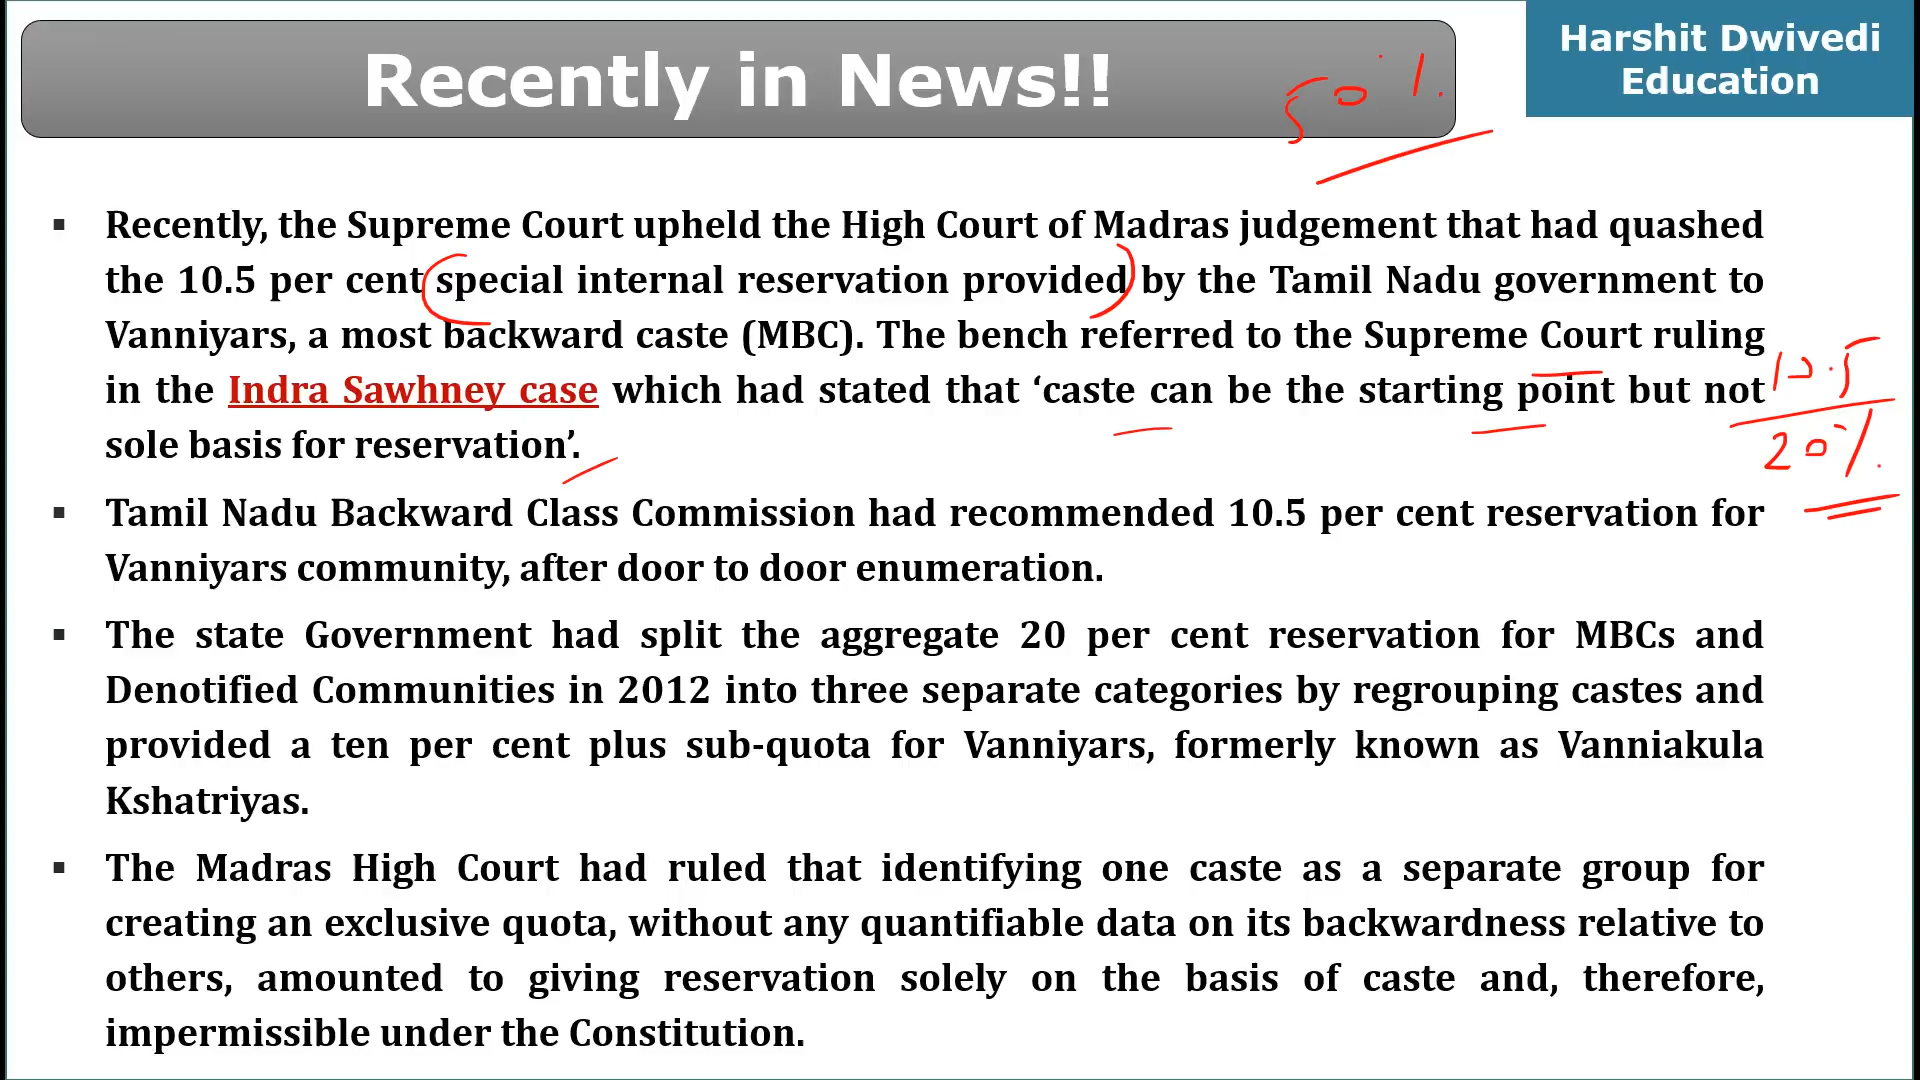 Recently in News!!
50%.
Harshit Dwivedi
Education
▪ Recently, the Supreme Court upheld the High Court of Madras judgement that had quashed
the 10.5 per cent special internal reservation provided by the Tamil Nadu government to
Vanniyars, a most backward caste (MBC). The bench referred to the Supreme Court ruling
in the Indra Sawhney case which had stated that ‘caste can be the starting point but not
sole basis for reservation’.
10.5
20%.
▪ Tamil Nadu Backward Class Commission had recommended 10.5 per cent reservation for
Vanniyars community, after door to door enumeration.
▪ The state Government had split the aggregate 20 per cent reservation for MBCs and
Denotified Communities in 2012 into three separate categories by regrouping castes and
provided a ten per cent plus sub-quota for Vanniyars, formerly known as Vanniakula
Kshatriyas.
▪ The Madras High Court had ruled that identifying one caste as a separate group for
creating an exclusive quota, without any quantifiable data on its backwardness relative to
others, amounted to giving reservation solely on the basis of caste and, therefore,
impermissible under the Constitution.